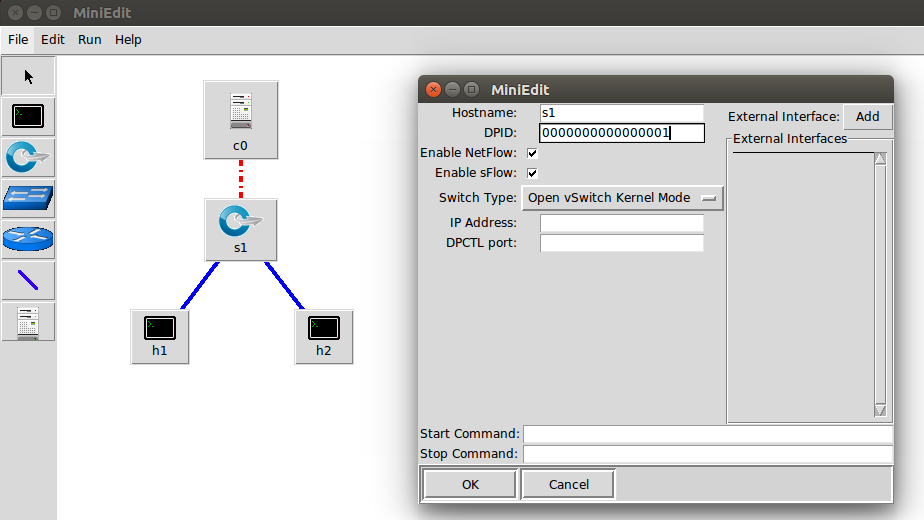 MiniEdit
File Edit Run Help
c0
s1
h1
h2
MiniEdit
Hostname: s1
DPID: 0000000000000001
Enable NetFlow:
Enable sFlow:
Switch Type: Open vSwitch Kernel Mode
IP Address:
DPCTL port:
External Interface: Add
External Interfaces
Start Command:
Stop Command:
OK Cancel